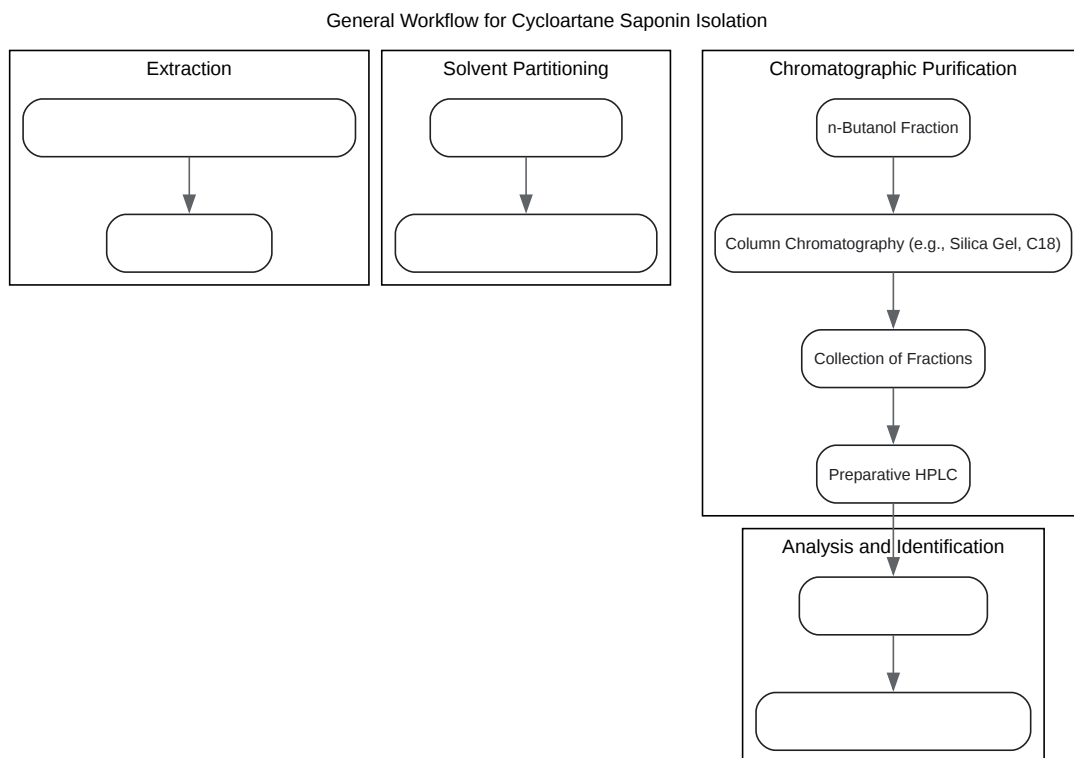 General Workflow for Cycloartane Saponin Isolation
Extraction
Solvent Partitioning
Chromatographic Purification
n-Butanol Fraction
Column Chromatography (e.g., Silica Gel, C18)
Collection of Fractions
Preparative HPLC
Analysis and Identification